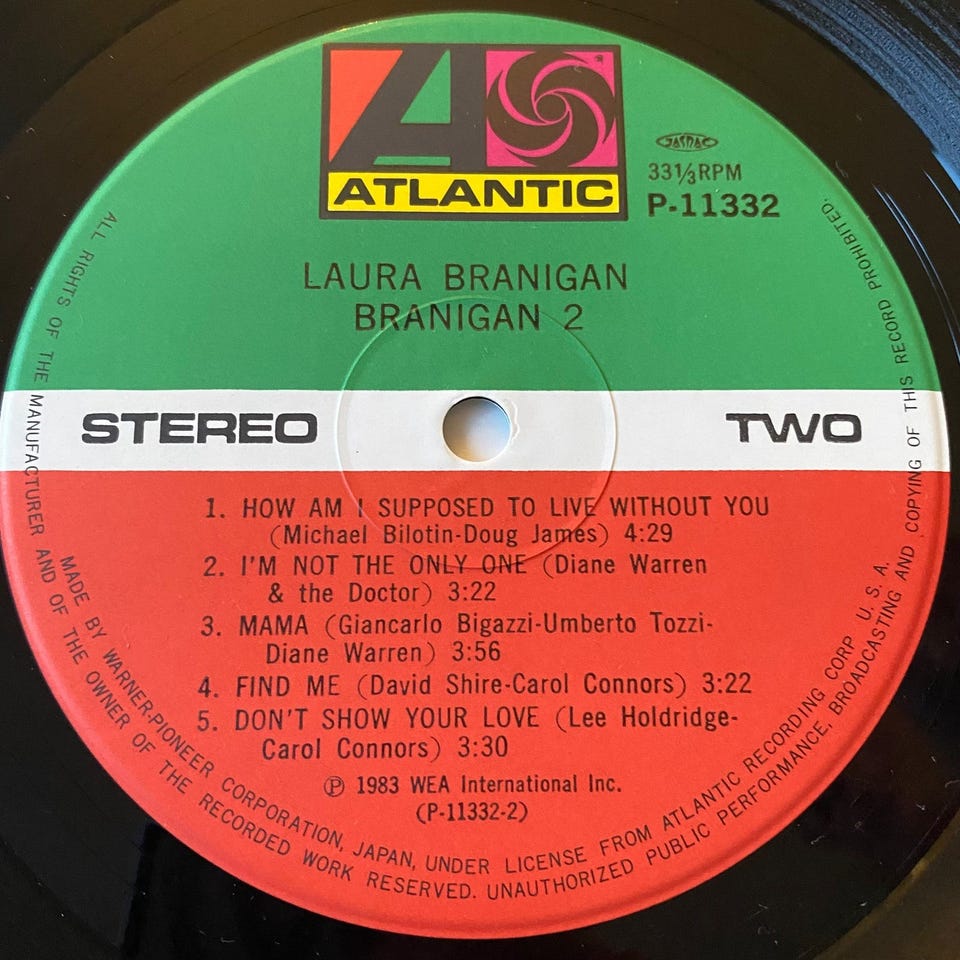 ATLANTIC
JASRAC
33⅓RPM
P-11332
LAURA BRANIGAN
BRANIGAN 2
STEREO
TWO
1. HOW AM I SUPPOSED TO LIVE WITHOUT YOU
(Michael Bilotin-Doug James) 4:29
2. I'M NOT THE ONLY ONE (Diane Warren
& the Doctor) 3:22
3. MAMA (Giancarlo Bigazzi-Umberto Tozzi-
Diane Warren) 3:56
4. FIND ME (David Shire-Carol Connors) 3:22
5. DON'T SHOW YOUR LOVE (Lee Holdridge-
Carol Connors) 3:30
Ⓟ 1983 WEA International Inc.
(P-11332-2)
MADE BY WARNER-PIONEER CORPORATION, JAPAN, UNDER LICENSE FROM ATLANTIC RECORDING CORP U. S. A.
ALL RIGHTS OF THE MANUFACTURER AND OF THE OWNER OF THE RECORDED WORK RESERVED. UNAUTHORIZED PUBLIC PERFORMANCE, BROADCASTING AND COPYING OF THIS RECORD PROHIBITED.